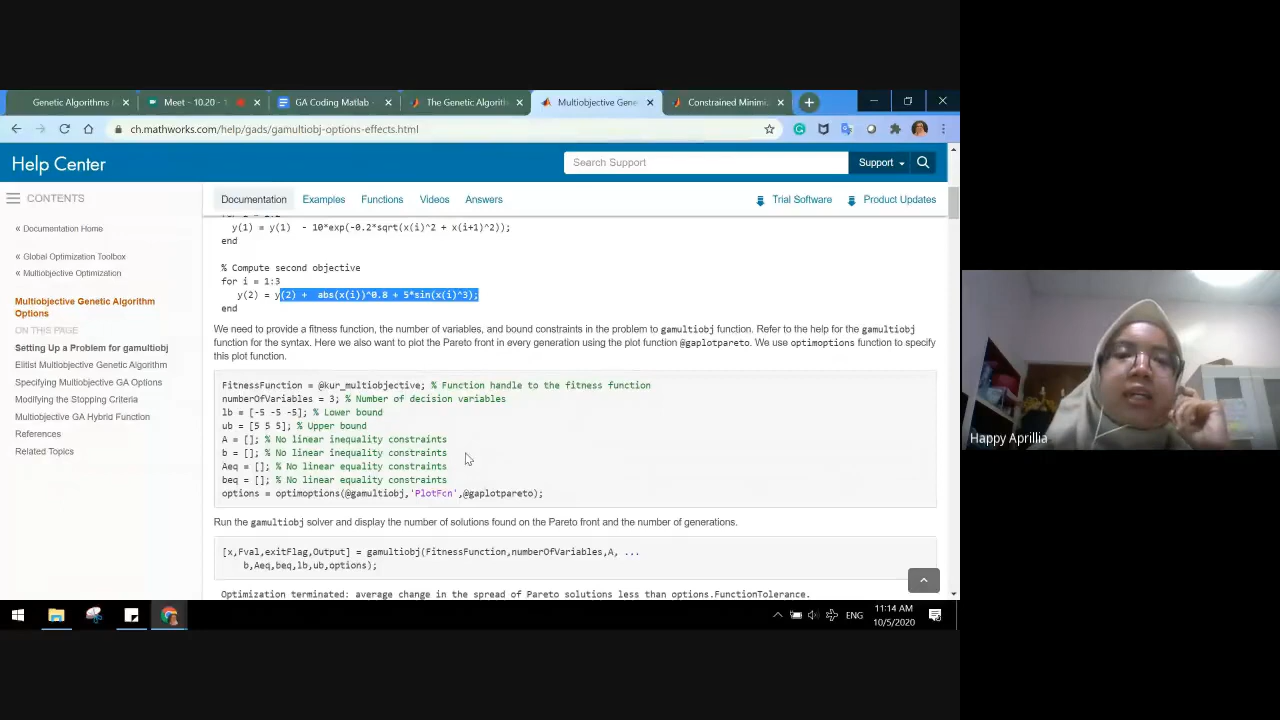 Genetic Algorithms
Meet - 10.20 - 1
GA Coding Matlab -
The Genetic Algorith
Multiobjective Gene
Constrained Minimiz
ch.mathworks.com/help/gads/gamultiobj-options-effects.html
Help Center
Search Support
Support
CONTENTS
Documentation
Examples
Functions
Videos
Answers
Trial Software
Product Updates
« Documentation Home
« Global Optimization Toolbox
« Multiobjective Optimization
Multiobjective Genetic Algorithm
Options
ON THIS PAGE
Setting Up a Problem for gamultiobj
Elitist Multiobjective Genetic Algorithm
Specifying Multiobjective GA Options
Modifying the Stopping Criteria
Multiobjective GA Hybrid Function
References
Related Topics
y(1) = y(1) - 10*exp(-0.2*sqrt(x(i)^2 + x(i+1)^2));
end
% Compute second objective
for i = 1:3
y(2) = y(2) + abs(x(i))^0.8 + 5*sin(x(i)^3);
end
We need to provide a fitness function, the number of variables, and bound constraints in the problem to gamultiobj function. Refer to the help for the gamultiobj
function for the syntax. Here we also want to plot the Pareto front in every generation using the plot function @gaplotpareto. We use optimoptions function to specify
this plot function.
FitnessFunction = @kur_multiobjective; % Function handle to the fitness function
numberOfVariables = 3; % Number of decision variables
lb = [-5 -5 -5]; % Lower bound
ub = [5 5 5]; % Upper bound
A = []; % No linear inequality constraints
b = []; % No linear inequality constraints
Aeq = []; % No linear equality constraints
beq = []; % No linear equality constraints
options = optimoptions(@gamultiobj,'PlotFcn',@gaplotpareto);
Run the gamultiobj solver and display the number of solutions found on the Pareto front and the number of generations.
[x,Fval,exitFlag,Output] = gamultiobj(FitnessFunction,numberOfVariables,A, ...
b,Aeq,beq,lb,ub,options);
Optimization terminated: average change in the spread of Pareto solutions less than options.FunctionTolerance.
Happy Aprillia
ENG
11:14 AM
10/5/2020